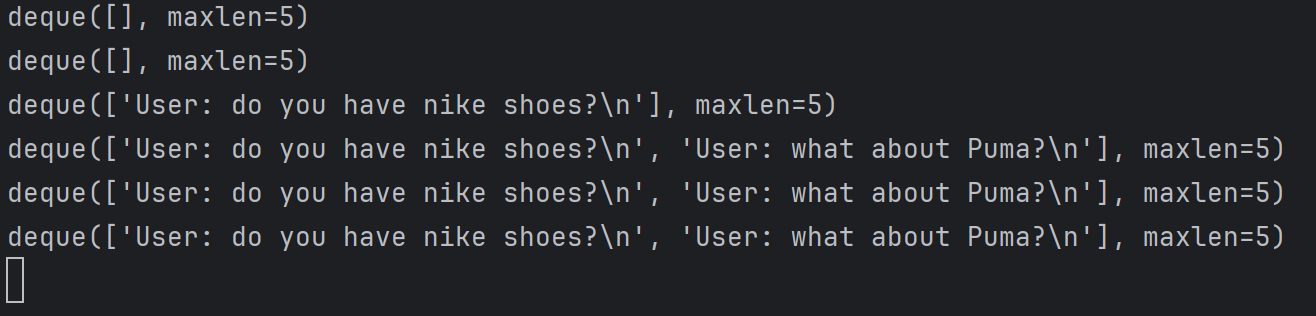 deque([], maxlen=5)
deque([], maxlen=5)
deque(['User: do you have nike shoes?\n'], maxlen=5)
deque(['User: do you have nike shoes?\n', 'User: what about Puma?\n'], maxlen=5)
deque(['User: do you have nike shoes?\n', 'User: what about Puma?\n'], maxlen=5)
deque(['User: do you have nike shoes?\n', 'User: what about Puma?\n'], maxlen=5)